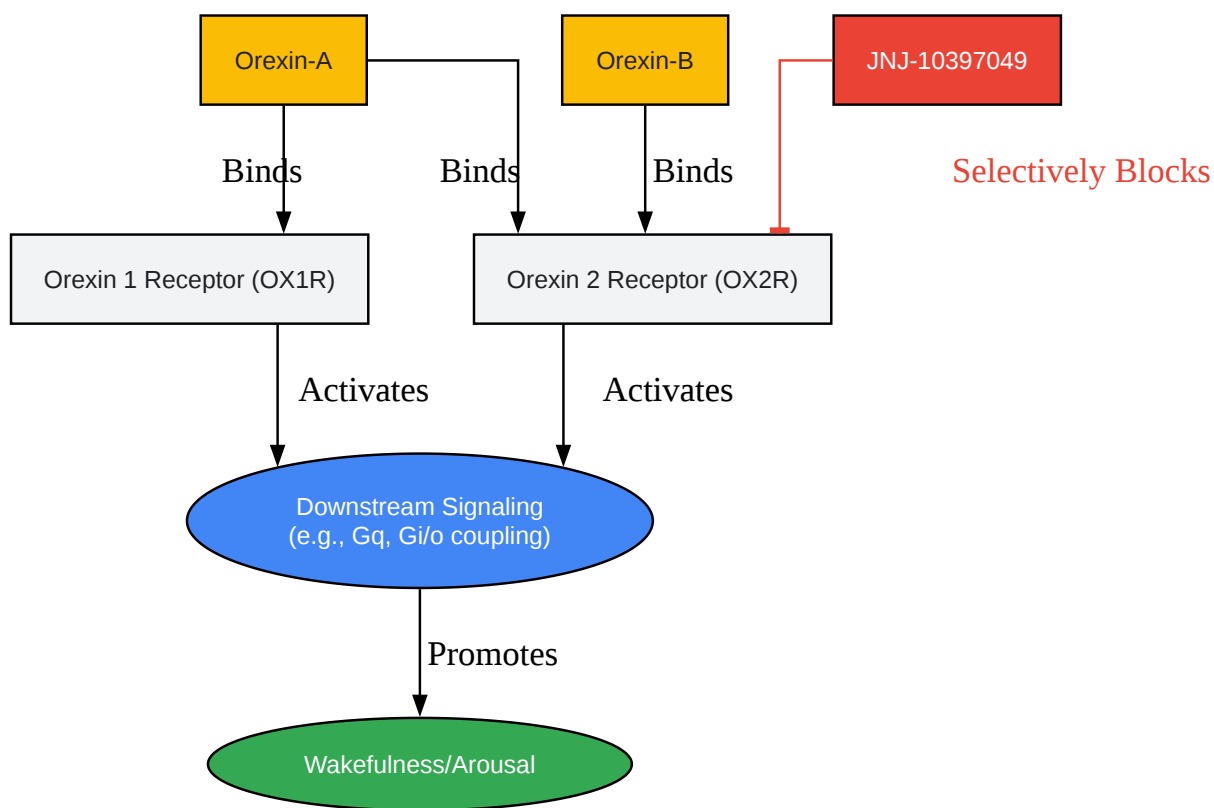 Orexin-A
Orexin-B
JNJ-10397049
Binds
Binds
Binds
Selectively Blocks
Orexin 1 Receptor (OX1R)
Orexin 2 Receptor (OX2R)
Activates
Activates
Downstream Signaling
(e.g., Gq, Gi/o coupling)
Promotes
Wakefulness/Arousal